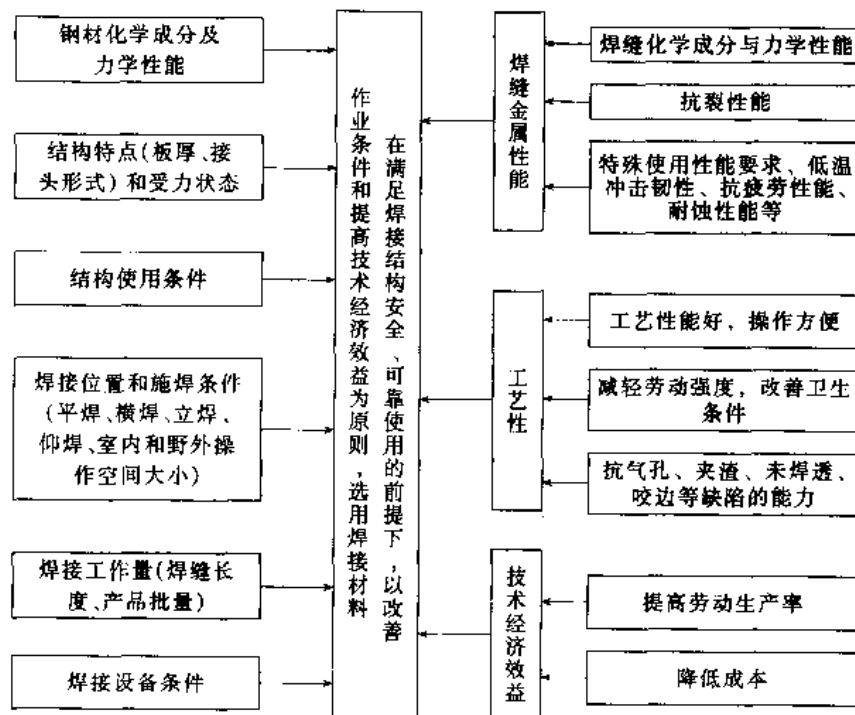 钢材化学成分及
力学性能
结构特点(板厚、接
头形式)和受力状态
结构使用条件
焊接位置和施焊条件
(平焊、横焊、立焊、
仰焊、室内和野外操
作空间大小)
焊接工作量(焊缝长
度、产品批量)
焊接设备条件
在满足焊接结构安全、可靠使用的前提下,以改善
作业条件和提高技术经济效益为原则,选用焊接材料
焊缝金属性能
焊缝化学成分与力学性能
抗裂性能
特殊使用性能要求、低温
冲击韧性、抗疲劳性能、
耐蚀性能等
工艺性
工艺性能好,操作方便
减轻劳动强度,改善卫生
条件
抗气孔、夹渣、未焊透、
咬边等缺陷的能力
技术经济效益
提高劳动生产率
降低成本